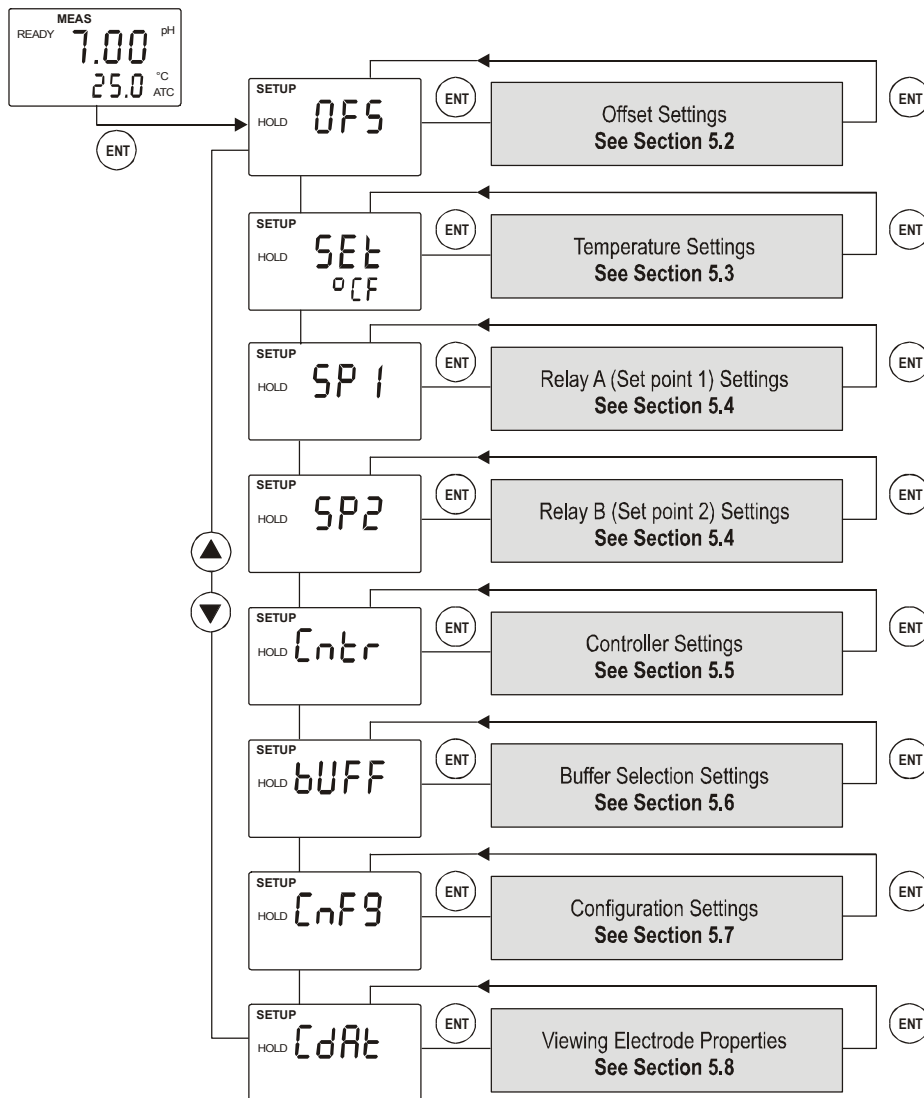 MEAS
READY 7.00 pH
25.0 °C
ATC
ENT
SETUP
HOLD OFS
ENT
Offset Settings
See Section 5.2
ENT
SETUP
HOLD SEt
°CF
ENT
Temperature Settings
See Section 5.3
ENT
SETUP
HOLD SP1
ENT
Relay A (Set point 1) Settings
See Section 5.4
ENT
SETUP
HOLD SP2
ENT
Relay B (Set point 2) Settings
See Section 5.4
ENT
SETUP
HOLD Cntr
ENT
Controller Settings
See Section 5.5
ENT
SETUP
HOLD bUFF
ENT
Buffer Selection Settings
See Section 5.6
ENT
SETUP
HOLD CnF9
ENT
Configuration Settings
See Section 5.7
ENT
SETUP
HOLD CdAt
ENT
Viewing Electrode Properties
See Section 5.8
ENT